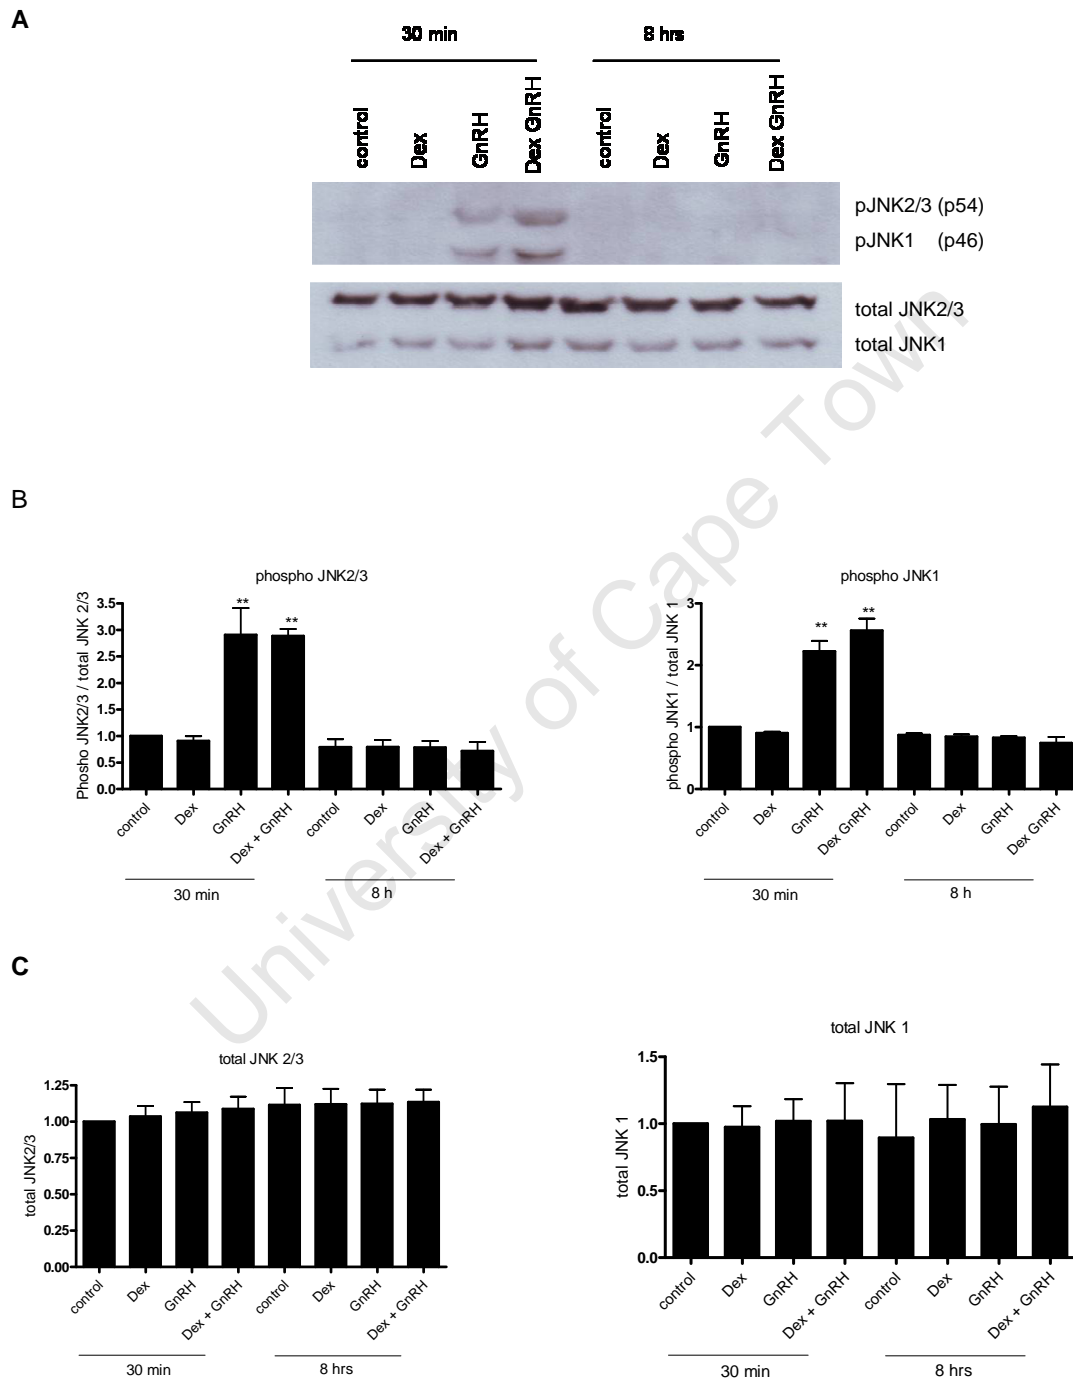 A
30 min
8 hrs
control
Dex
GnRH
Dex GnRH
control
Dex
GnRH
Dex GnRH
pJNK2/3 (p54)
pJNK1 (p46)
total JNK2/3
total JNK1
B
phospho JNK2/3
Phosho JNK2/3 / total JNK 2/3
3.5
3.0
2.5
2.0
1.5
1.0
0.5
0.0
**
**
control
Dex
GnRH
Dex + GnRH
control
Dex
GnRH
Dex + GnRH
30 min
8 h
phospho JNK1
phospho JNK1 / total JNK 1
3
2
1
0
**
**
control
Dex
GnRH
Dex GnRH
control
Dex
GnRH
Dex GnRH
30 min
8 h
C
total JNK 2/3
total JNK2/3
1.25
1.00
0.75
0.50
0.25
0.00
control
Dex
GnRH
Dex + GnRH
control
Dex
GnRH
Dex + GnRH
30 min
8 hrs
total JNK 1
total JNK 1
1.5
1.0
0.5
0.0
control
Dex
GnRH
Dex + GnRH
control
Dex
GnRH
Dex + GnRH
30 min
8 hrs
University of Cape Town